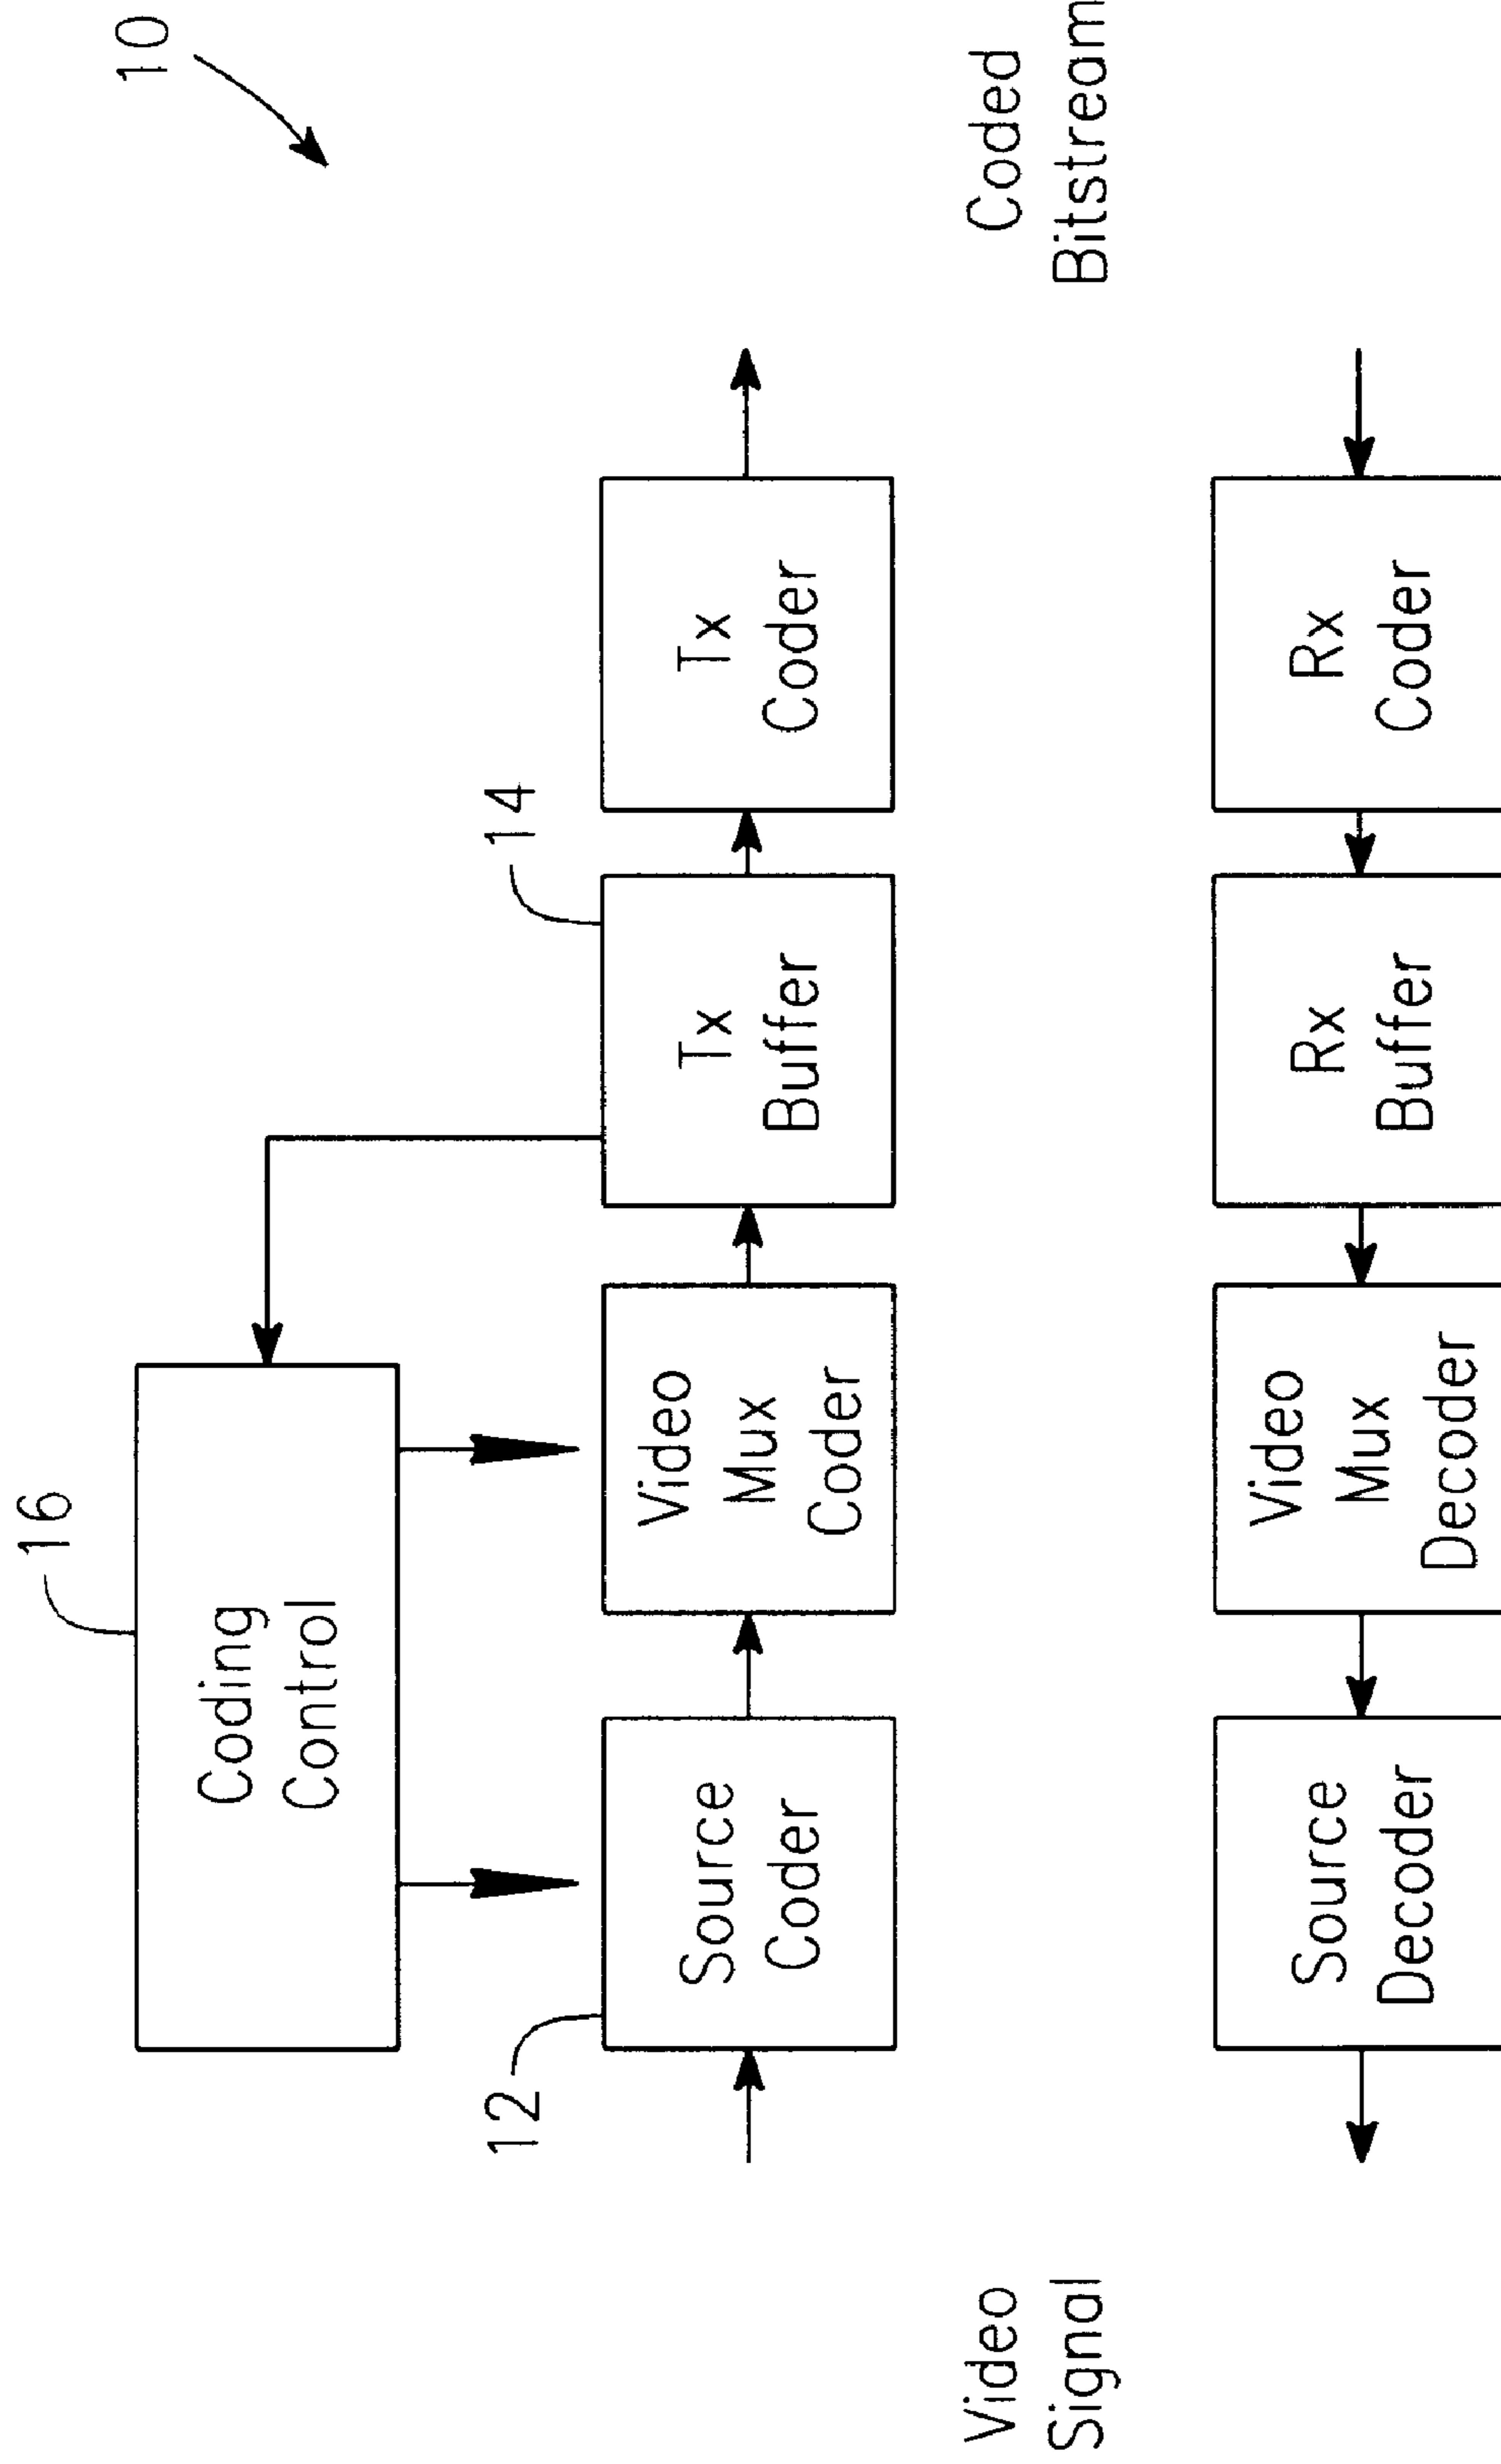 10
16
Coding
Control
12
14
Source
Coder
Video
Mux
Coder
Tx
Buffer
Tx
Coder
Video
Signal
Coded
Bitstream
Source
Decoder
Video
Mux
Decoder
Rx
Buffer
Rx
Coder